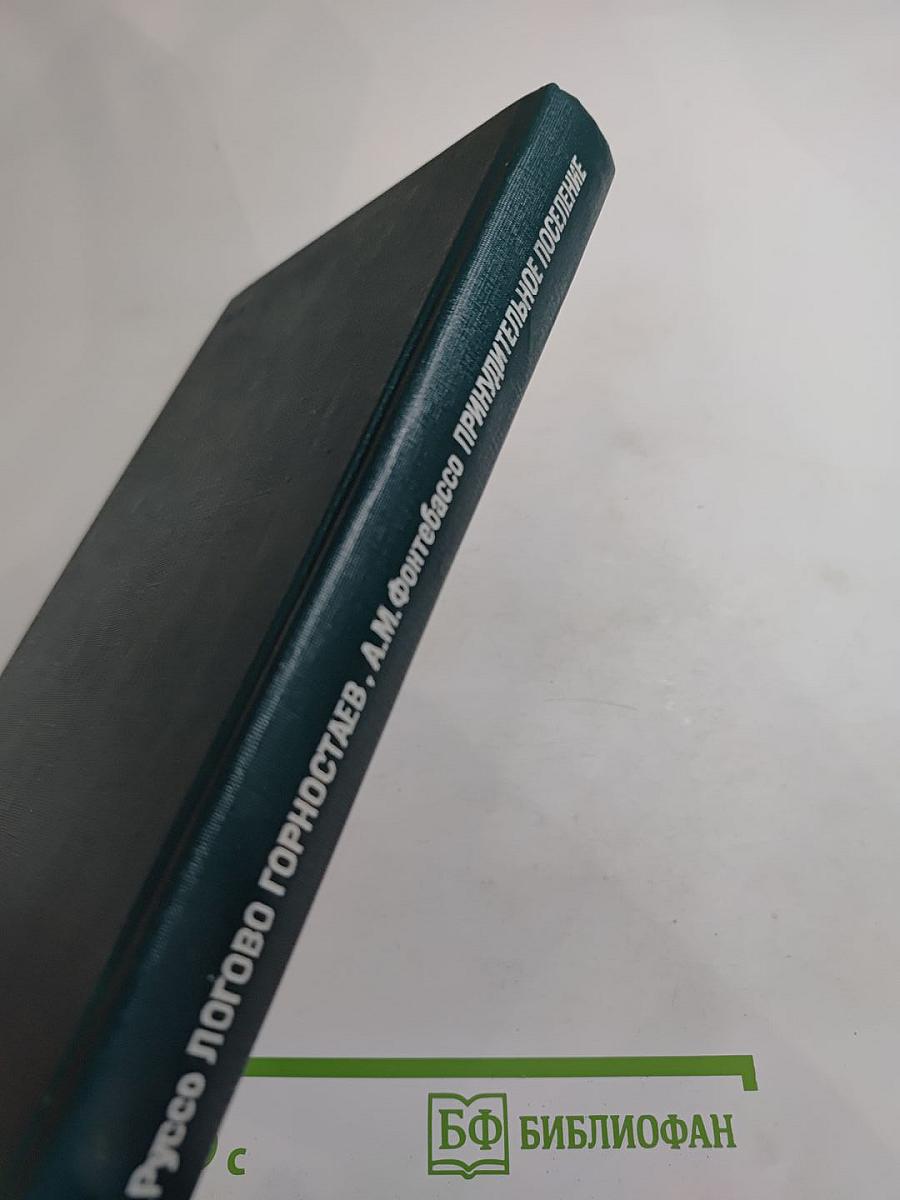 Руссо ЛОГОВО ГОРНОСТАЕВ, А.М. Фонтебассо ПРИНУДИТЕЛЬНОЕ ПОСЕЛЕНИЕ
с
БФ БИБЛИОФАН